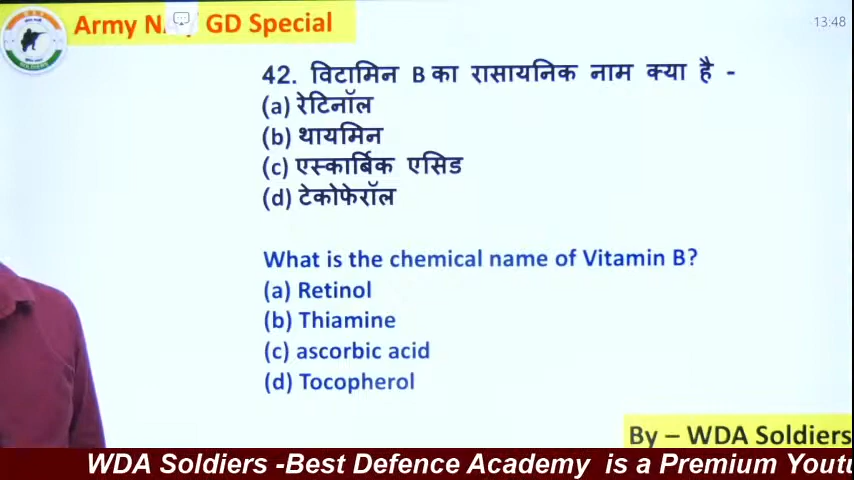 Army GD Special
13:48
42. विटामिन B का रासायनिक नाम क्या है -
(a) रेटिनॉल
(b) थायमिन
(c) एस्कार्बिक एसिड
(d) टेकोफेरॉल
What is the chemical name of Vitamin B?
(a) Retinol
(b) Thiamine
(c) ascorbic acid
(d) Tocopherol
By – WDA Soldiers
WDA Soldiers -Best Defence Academy is a Premium